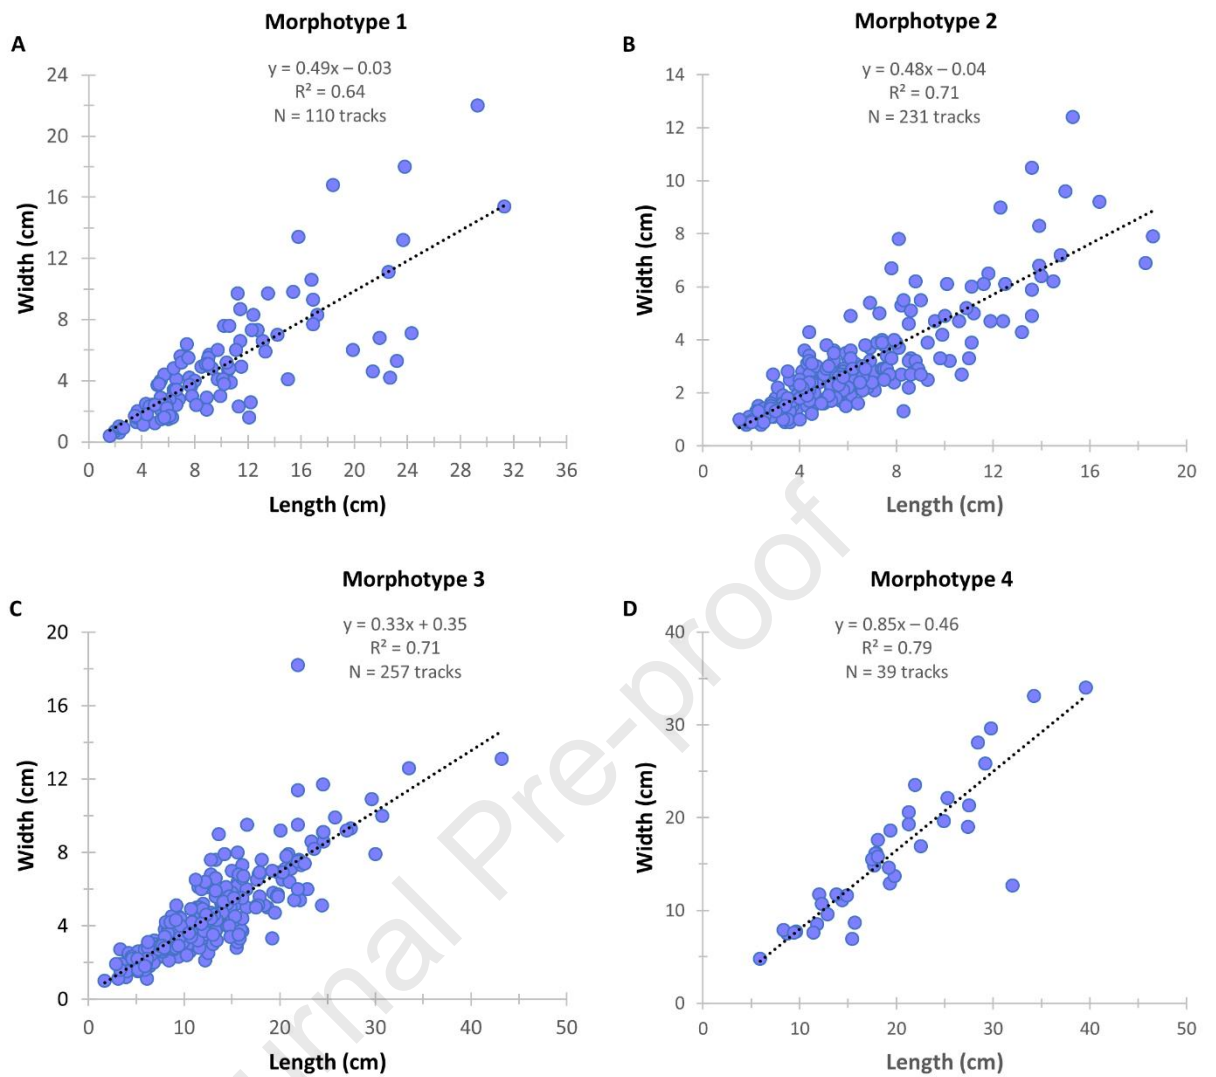 Morphotype 1
A
y = 0.49x – 0.03
R² = 0.64
N = 110 tracks
24
20
16
12
8
4
0
Width (cm)
0 4 8 12 16 20 24 28 32 36
Length (cm)
Morphotype 2
B
y = 0.48x – 0.04
R² = 0.71
N = 231 tracks
14
12
10
8
6
4
2
0
Width (cm)
0 4 8 12 16 20
Length (cm)
Morphotype 3
C
y = 0.33x + 0.35
R² = 0.71
N = 257 tracks
20
16
12
8
4
0
Width (cm)
0 10 20 30 40 50
Length (cm)
Morphotype 4
D
y = 0.85x – 0.46
R² = 0.79
N = 39 tracks
40
30
20
10
0
Width (cm)
0 10 20 30 40 50
Length (cm)
urnal Pre-proof